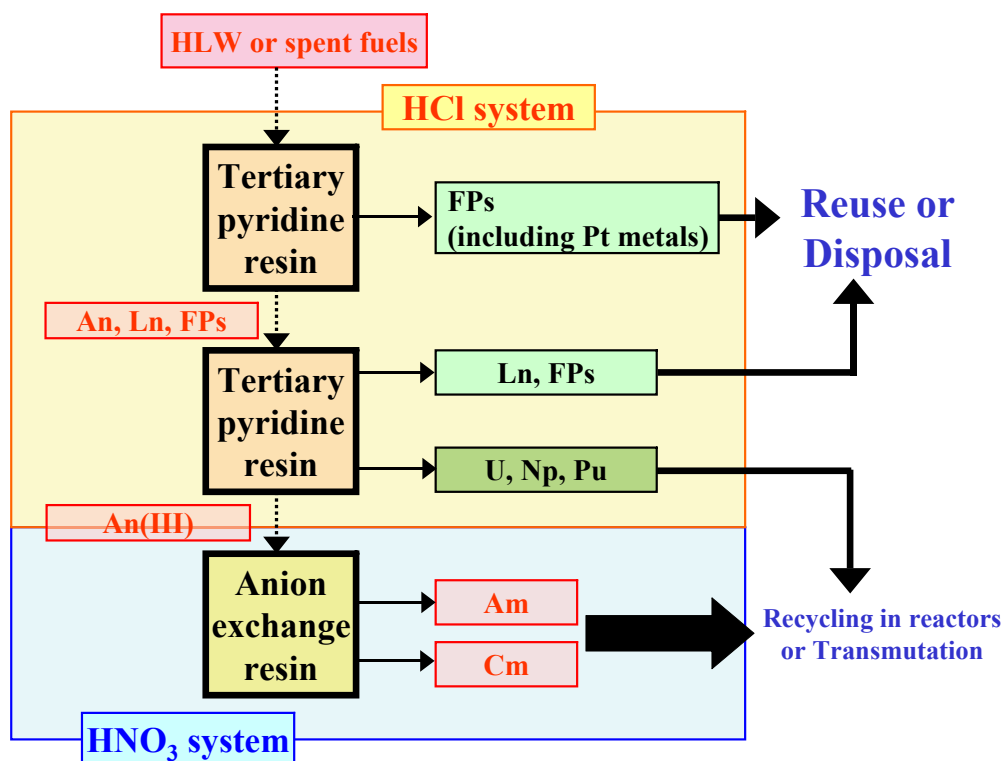 HLW or spent fuels
HCl system
Tertiary
pyridine
resin
FPs
(including Pt metals)
Reuse or
Disposal
An, Ln, FPs
Tertiary
pyridine
resin
Ln, FPs
U, Np, Pu
An(III)
Anion
exchange
resin
Am
Cm
Recycling in reactors
or Transmutation
HNO₃ system